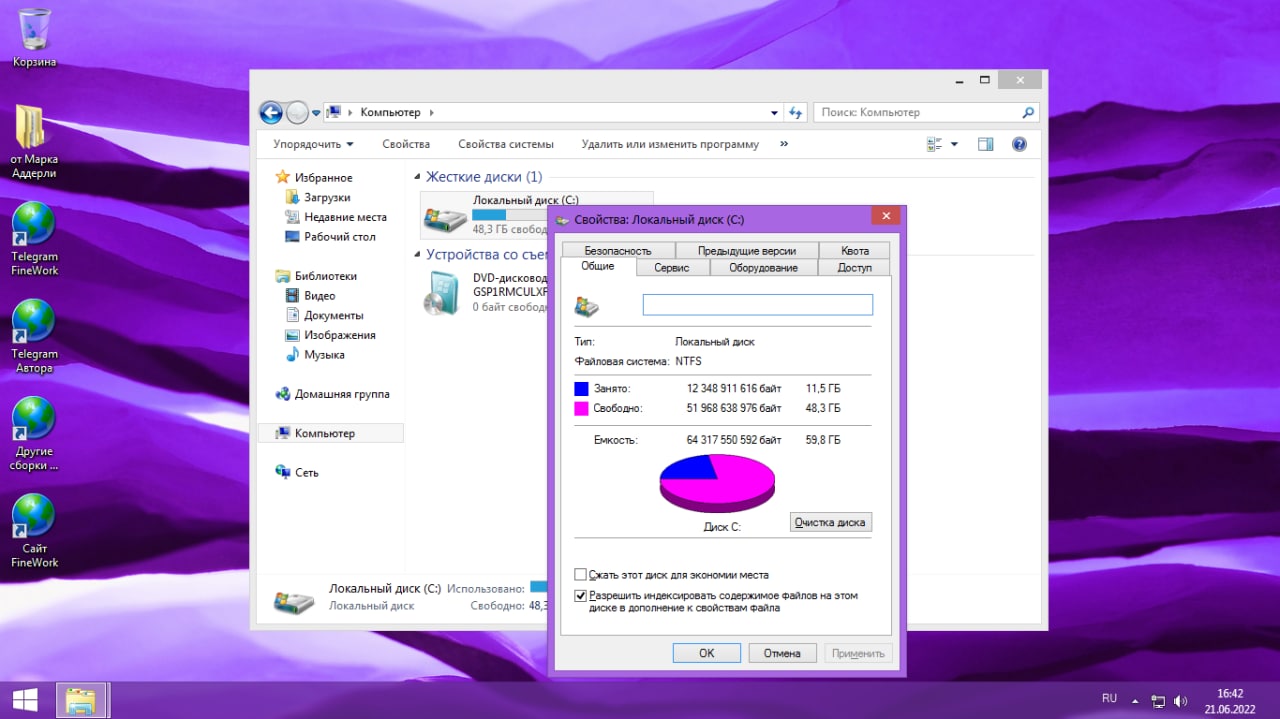 Корзина
от Марка
Аддерли
Telegram
FineWork
Telegram
Автора
Другие
сборки ...
Сайт
FineWork
Компьютер
Поиск: Компьютер
Упорядочить
Свойства
Свойства системы
Удалить или изменить программу
»
Избранное
Загрузки
Недавние места
Рабочий стол
Библиотеки
Видео
Документы
Изображения
Музыка
Домашняя группа
Компьютер
Сеть
Жесткие диски (1)
Локальный диск (C:)
48,3 ГБ свобод
Устройства со съем
DVD-дисковод
GSP1RMCULXF
0 байт свободн
Локальный диск (C:) Использовано:
Локальный диск Свободно: 48,3
Свойства: Локальный диск (C:)
Безопасность Предыдущие версии Квота
Общие Сервис Оборудование Доступ
Тип: Локальный диск
Файловая система: NTFS
Занято: 12 348 911 616 байт 11,5 ГБ
Свободно: 51 968 638 976 байт 48,3 ГБ
Емкость: 64 317 550 592 байт 59,8 ГБ
Диск C:
Очистка диска
Сжать этот диск для экономии места
Разрешить индексировать содержимое файлов на этом
диске в дополнение к свойствам файла
OK Отмена Применить
RU
16:42
21.06.2022